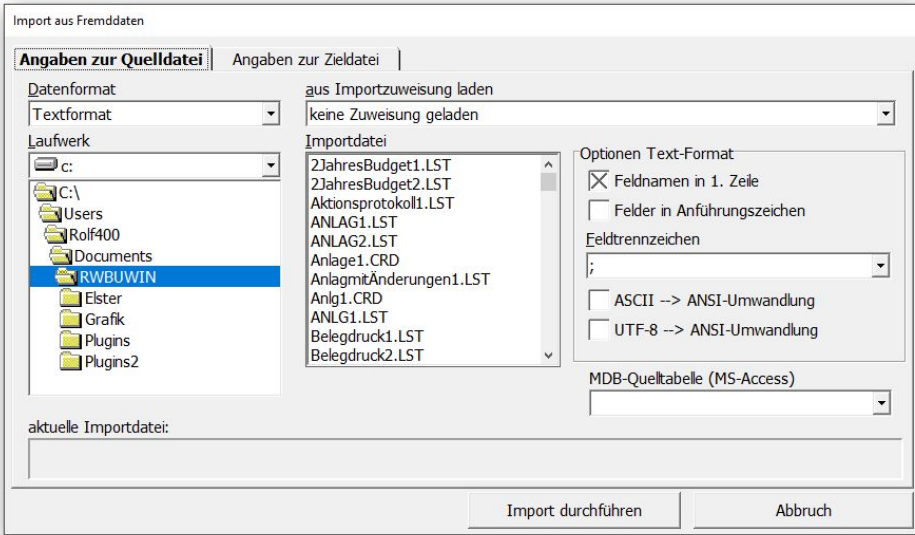 Import aus Fremddaten
Angaben zur Quelldatei
Angaben zur Zieldatei
Datenformat
Textformat
aus Importzuweisung laden
keine Zuweisung geladen
Laufwerk
c:
C:\
Users
Rolf400
Documents
RWBUWIN
Elster
Grafik
Plugins
Plugins2
Importdatei
2JahresBudget1.LST
2JahresBudget2.LST
Aktionsprotokoll1.LST
ANLAG1.LST
ANLAG2.LST
Anlage1.CRD
AnlagmitÄnderungen1.LST
Anlg1.CRD
ANLG1.LST
Belegdruck1.LST
Belegdruck2.LST
Optionen Text-Format
Feldnamen in 1. Zeile
Felder in Anführungszeichen
Feldtrennzeichen
;
ASCII --> ANSI-Umwandlung
UTF-8 --> ANSI-Umwandlung
MDB-Quelltabelle (MS-Access)
aktuelle Importdatei:
Import durchführen
Abbruch